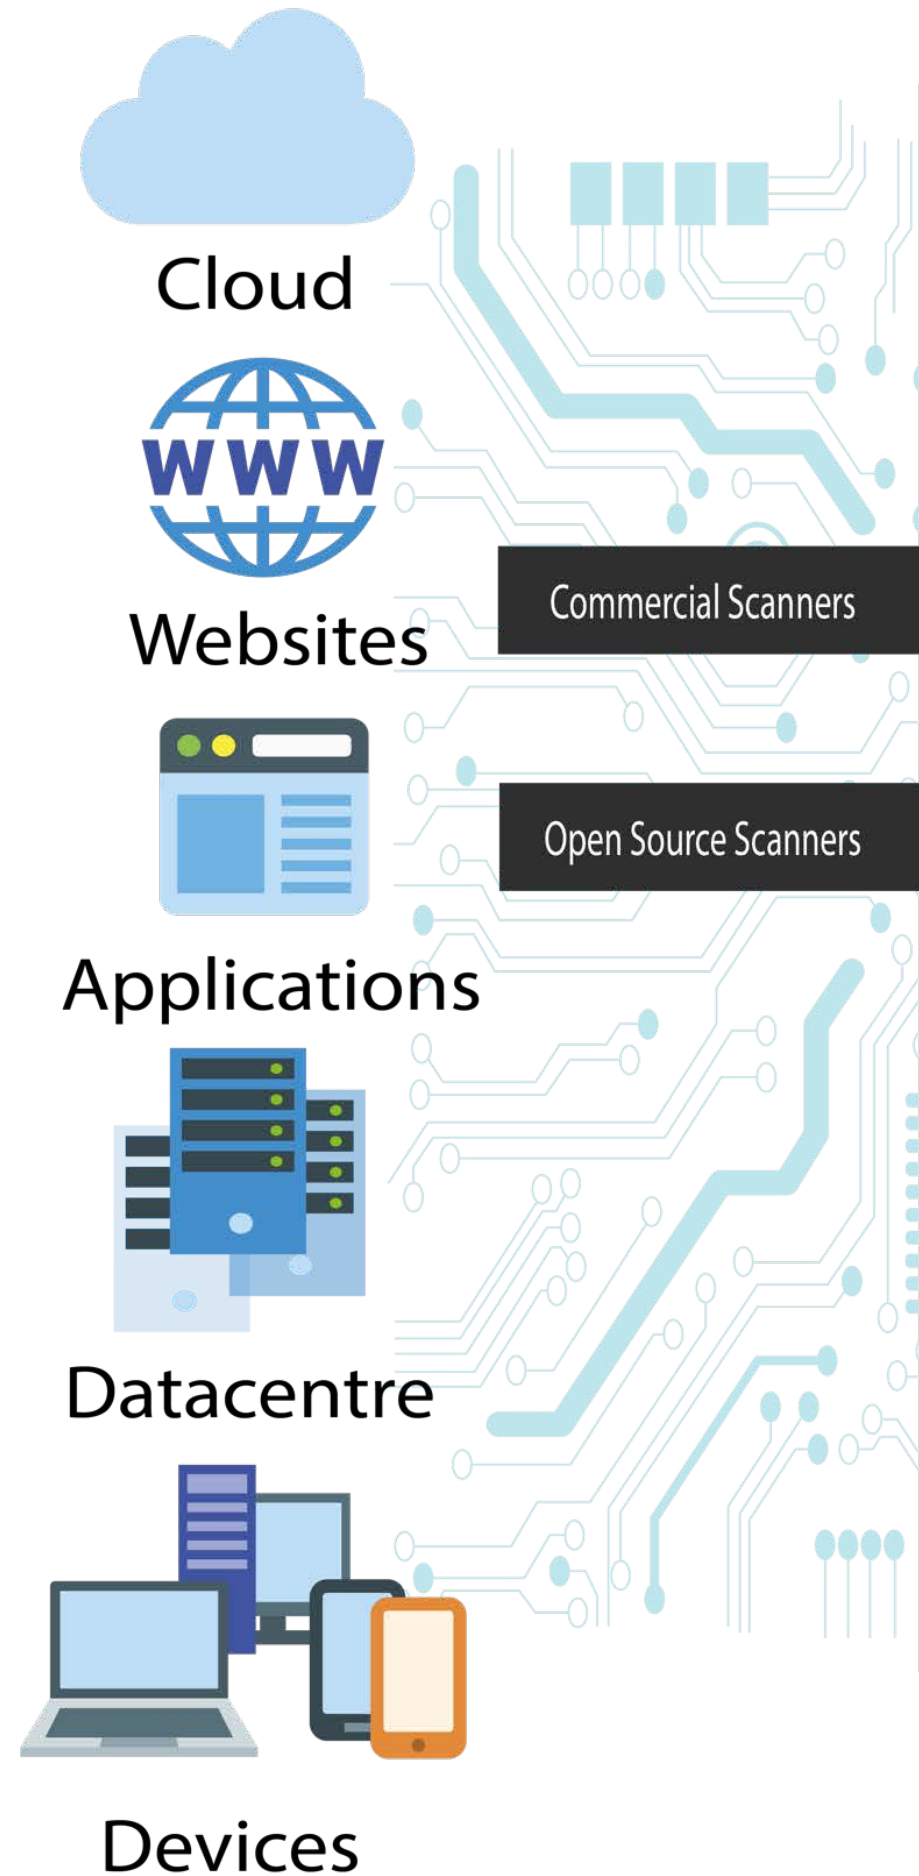 Cloud
WWW
Websites
Commercial Scanners
Applications
Open Source Scanners
Datacentre
Devices